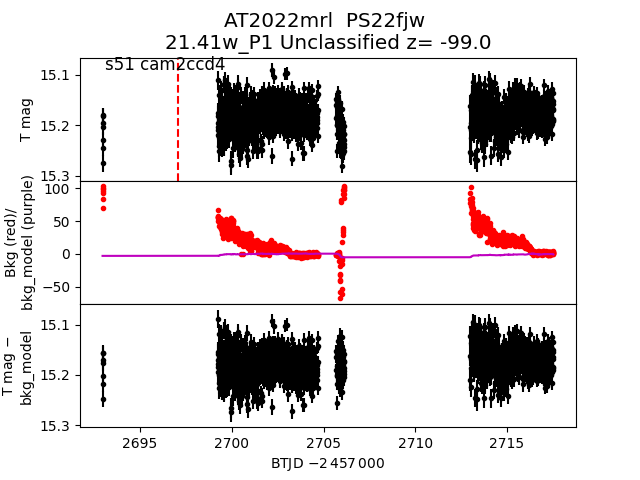 AT2022mrl  PS22fjw
21.41w_P1 Unclassified z= -99.0
s51 cam2ccd4
T mag
15.1
15.2
15.3
Bkg (red)/
bkg_model (purple)
100
50
0
−50
T mag −
bkg_model
15.1
15.2
15.3
2695
2700
2705
2710
2715
BTJD −2 457 000